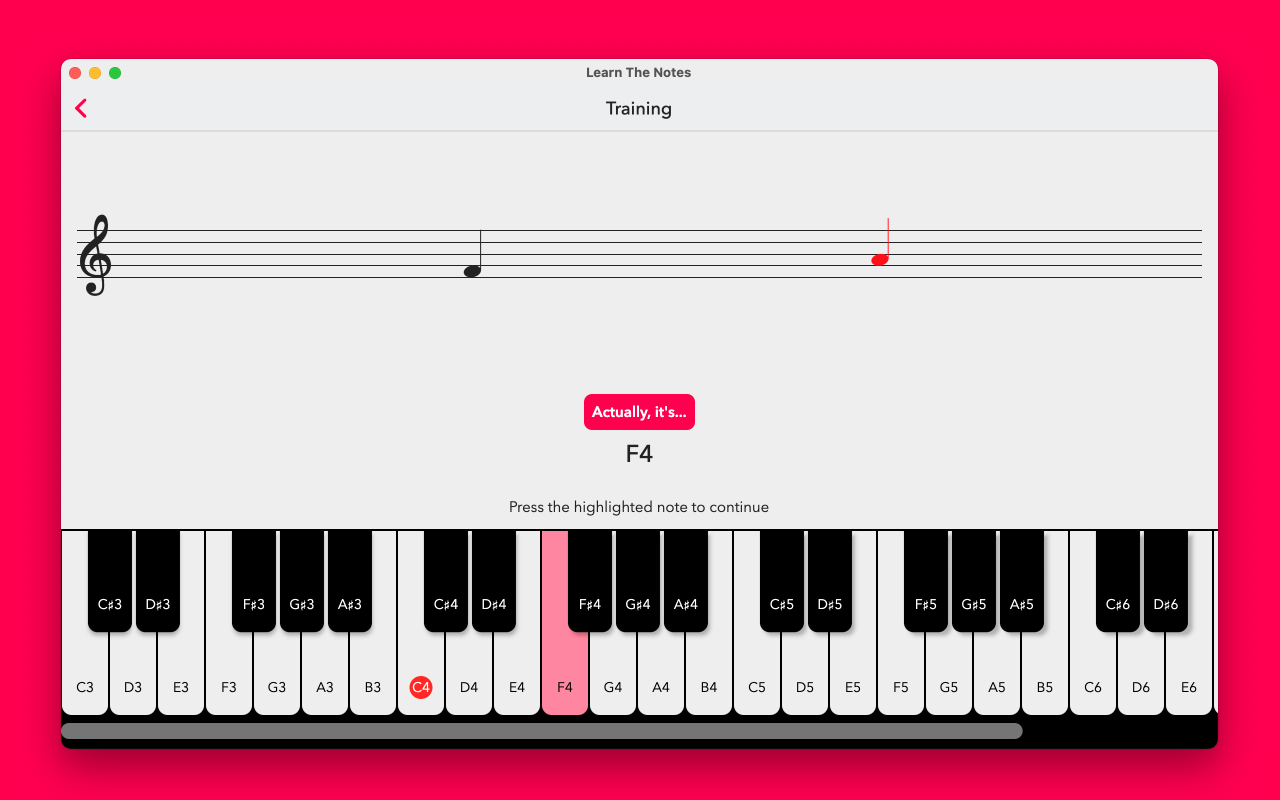 Learn The Notes
Training
Actually, it's...
F4
Press the highlighted note to continue
C♯3 D♯3 F♯3 G♯3 A♯3 C♯4 D♯4 F♯4 G♯4 A♯4 C♯5 D♯5 F♯5 G♯5 A♯5 C♯6 D♯6
C3 D3 E3 F3 G3 A3 B3 C4 D4 E4 F4 G4 A4 B4 C5 D5 E5 F5 G5 A5 B5 C6 D6 E6